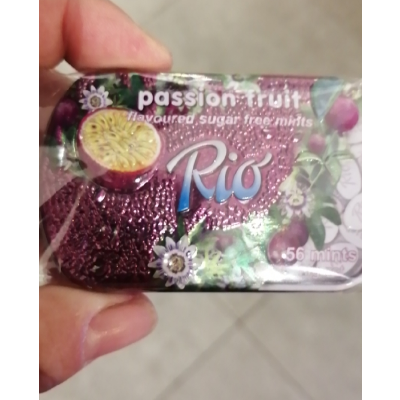 passion fruit
flavoured sugar free mints
Rio
56 mints